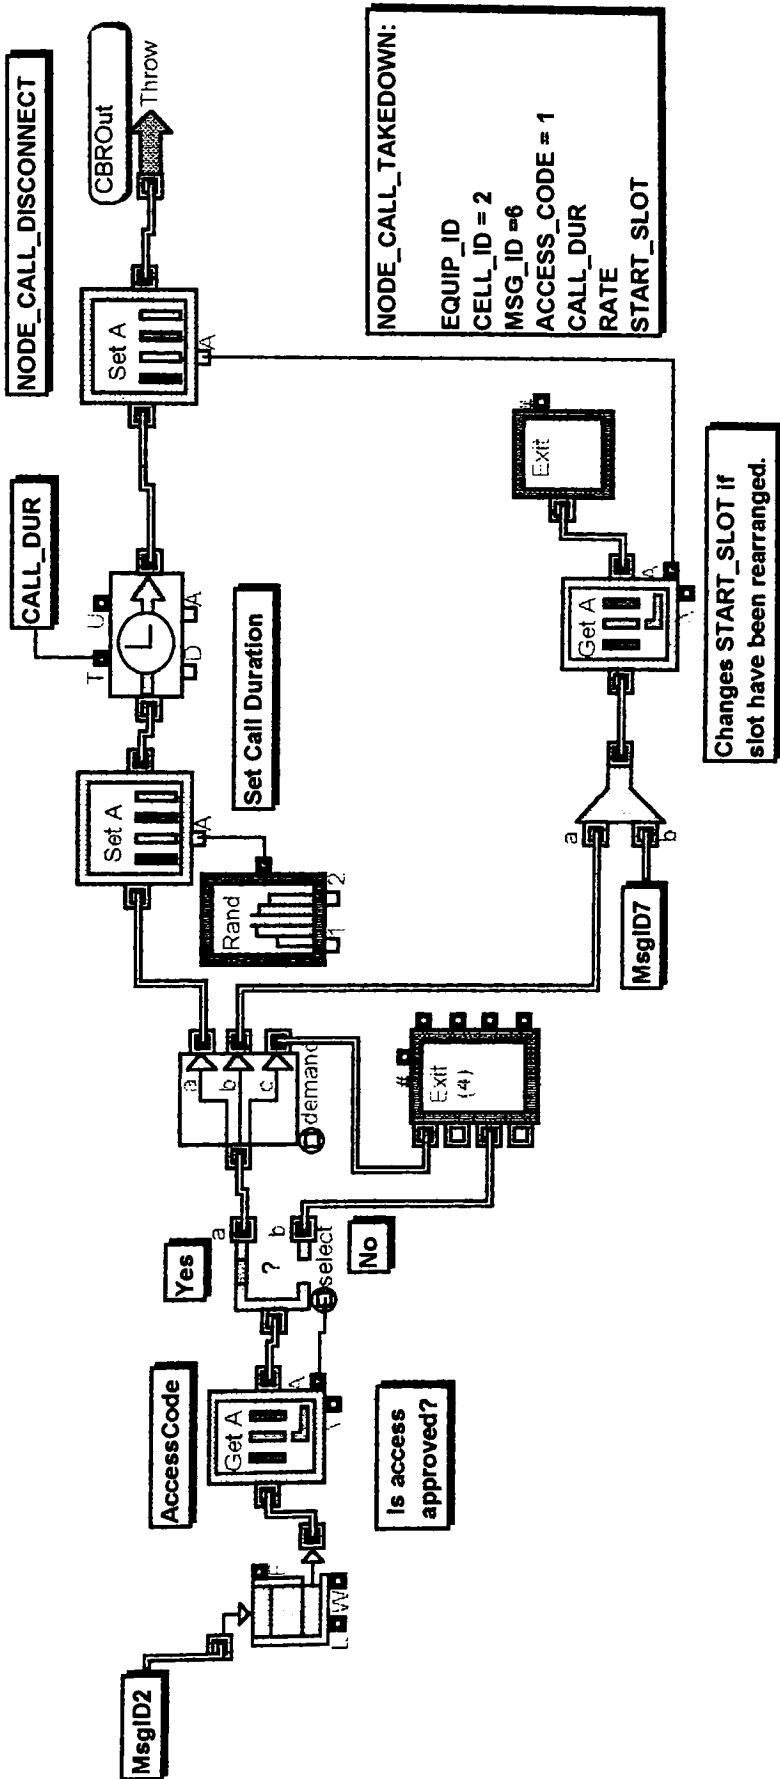 NODE_CALL_DISCONNECT
CBROut
Throw
CALL_DUR
Set A
A
T
U
D
A
Set A
A
Set Call Duration
Rand
1
2
NODE_CALL_TAKEDOWN:
EQUIP_ID
CELL_ID = 2
MSG_ID =6
ACCESS_CODE = 1
CALL_DUR
RATE
START_SLOT
MsgID2
F
L
W
AccessCode
Get A
A
Is access
approved?
Yes
No
a
b
?
select
a
b
c
demand
#
Exit
(4)
a
b
MsgID7
Get A
A
Exit
#
Changes START_SLOT if
slot have been rearranged.